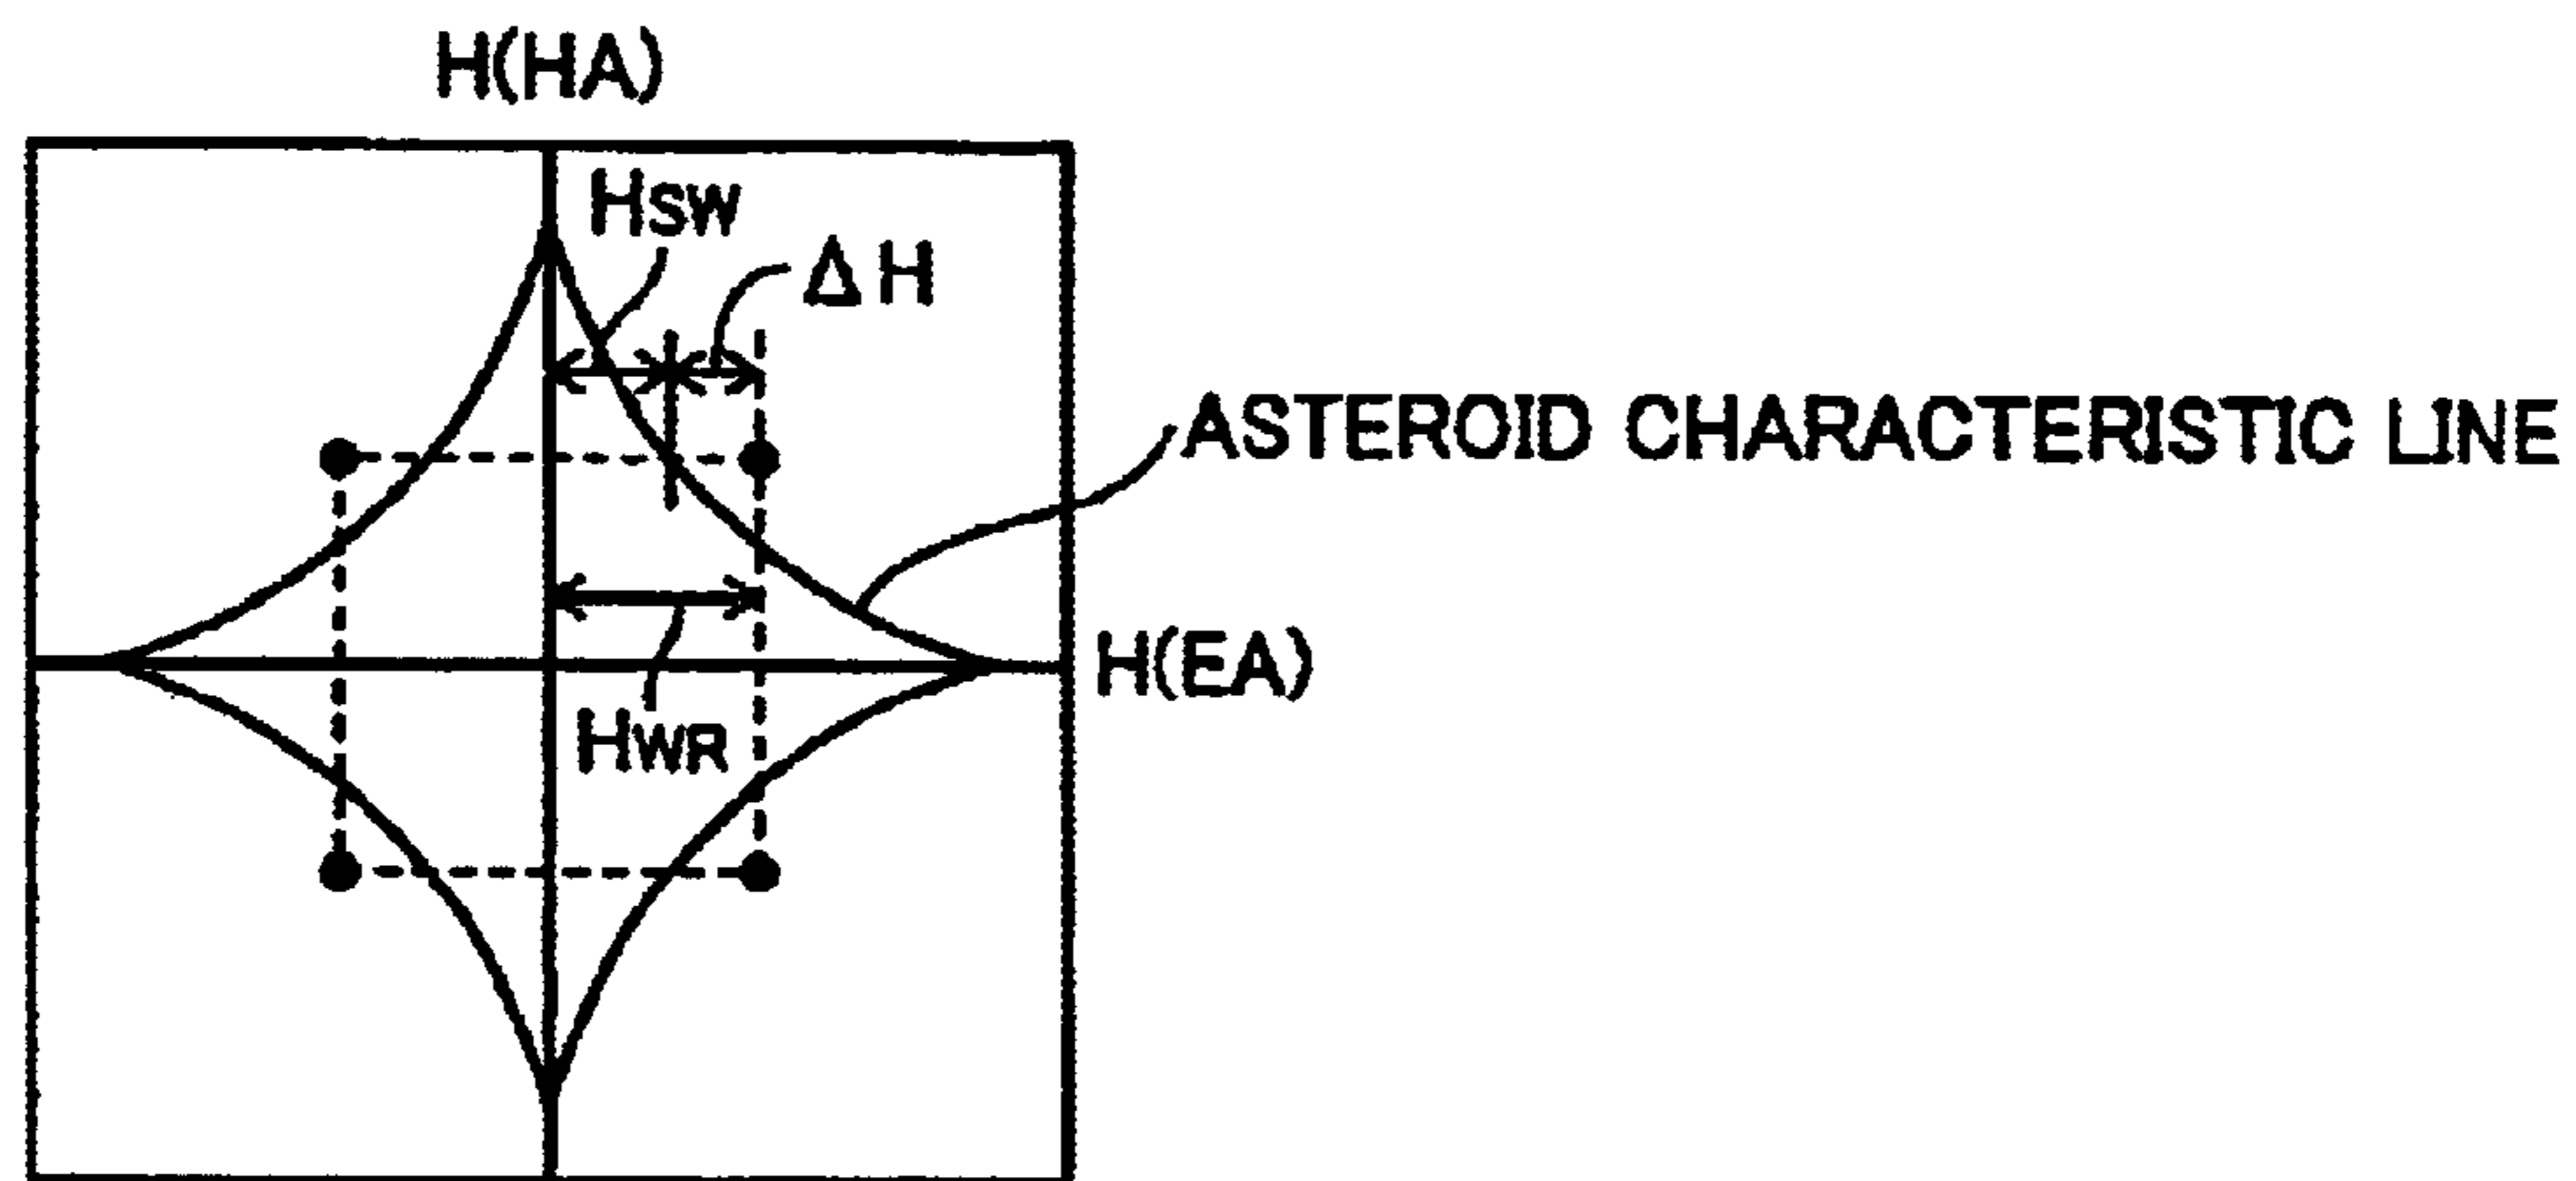 H(HA)
HSW
ΔH
ASTEROID CHARACTERISTIC LINE
H(EA)
HWR